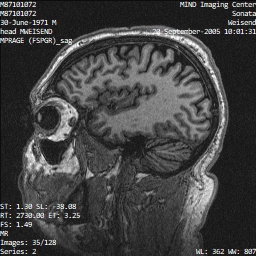 M87101072
M87101072
30-June-1971 M
head MWEISEND
MPRAGE (FSPGR)_sag
MIND Imaging Center
Sonata
Weisend
20-September-2005 10:01:31
ST: 1.30 SL: -38.08
RT: 2730.00 ET: 3.25
FS: 1.49
MR
Images: 35/128
Series: 2
WL: 362 WW: 807